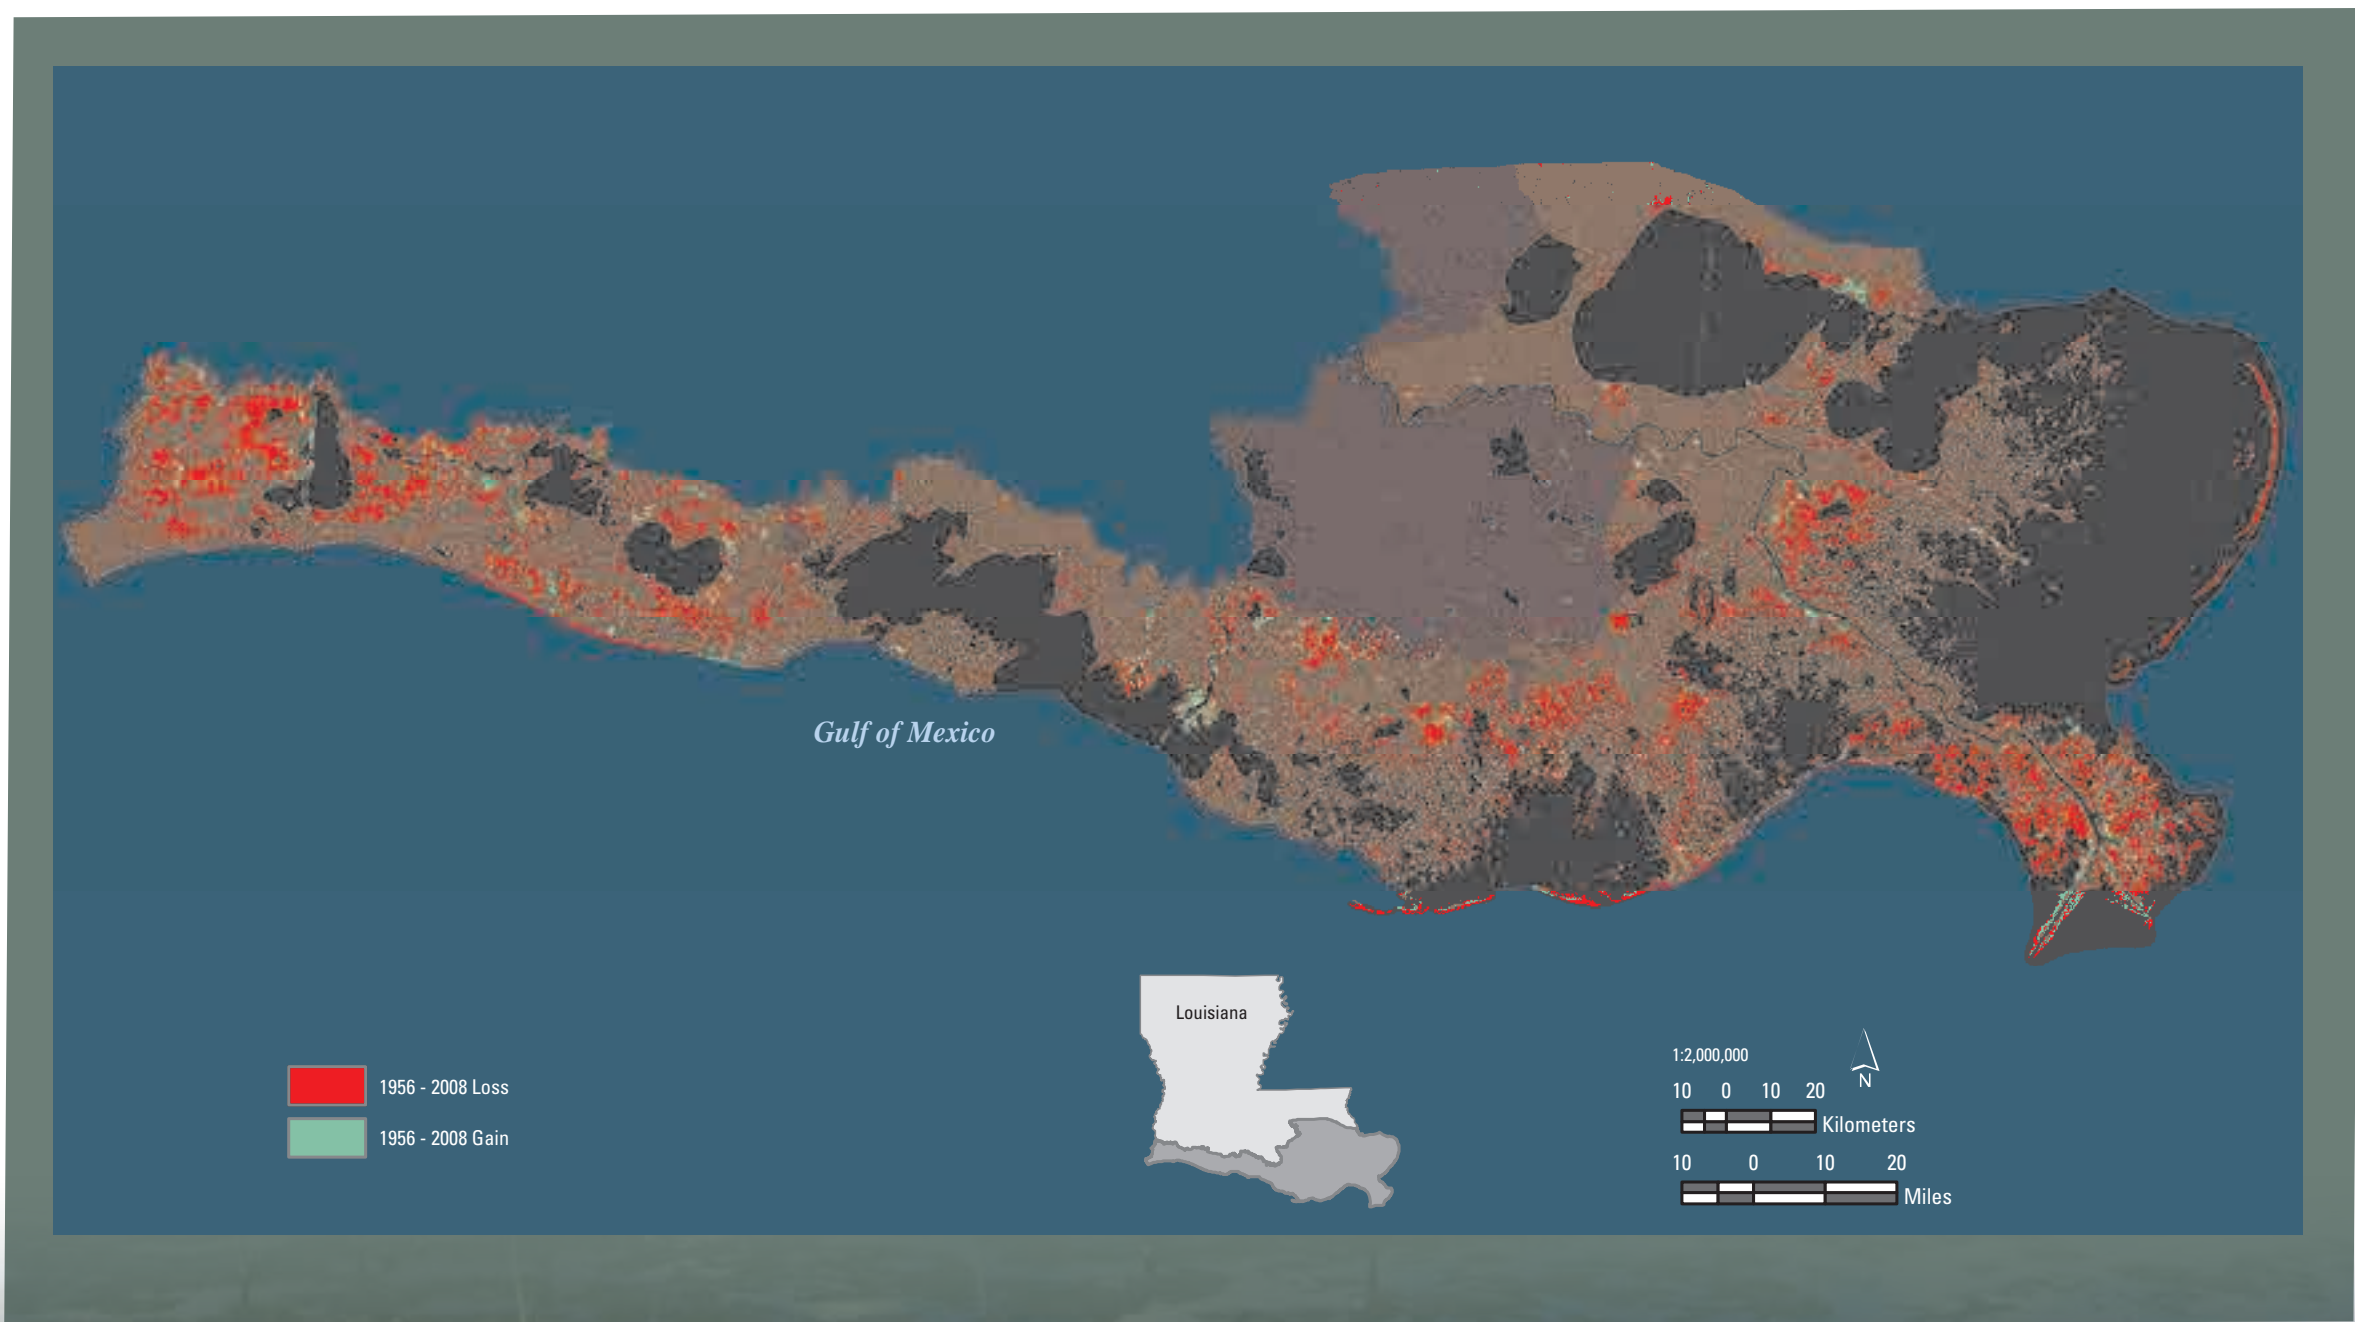 Gulf of Mexico
Louisiana
1956 - 2008 Loss
1956 - 2008 Gain
1:2,000,000
N
10 0 10 20
Kilometers
10 0 10 20
Miles